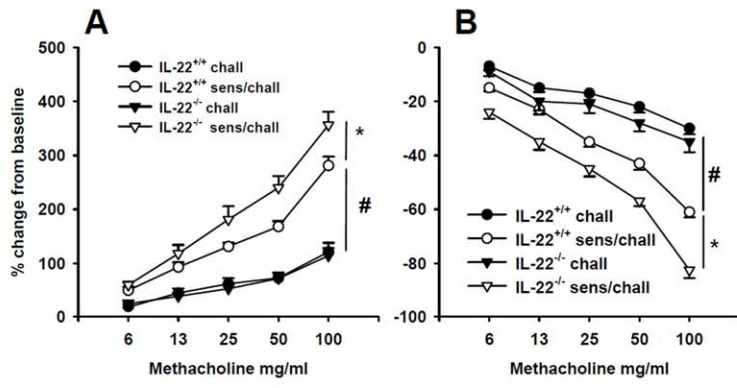 A
500
400
300
200
100
0
% change from baseline
IL-22+/+ chall
IL-22+/+ sens/chall
IL-22-/- chall
IL-22-/- sens/chall
*
#
6 13 25 50 100
Methacholine mg/ml
B
0
-20
-40
-60
-80
-100
IL-22+/+ chall
IL-22+/+ sens/chall
IL-22-/- chall
IL-22-/- sens/chall
#
*
6 13 25 50 100
Methacholine mg/ml